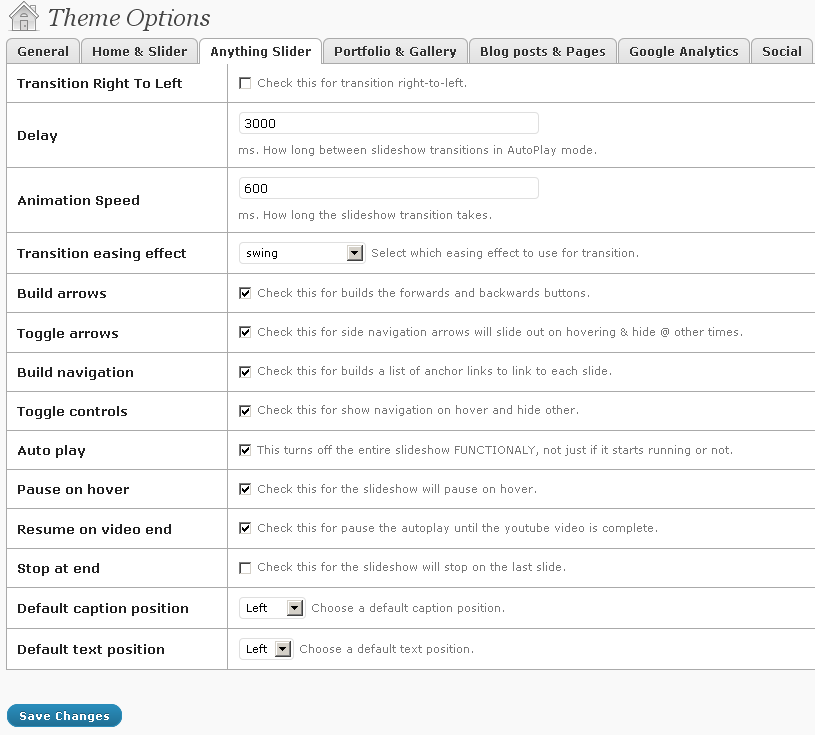 Theme Options
General Home & Slider Anything Slider Portfolio & Gallery Blog posts & Pages Google Analytics Social
Transition Right To Left Check this for transition right-to-left.
Delay 3000
ms. How long between slideshow transitions in AutoPlay mode.
Animation Speed 600
ms. How long the slideshow transition takes.
Transition easing effect swing Select which easing effect to use for transition.
Build arrows Check this for builds the forwards and backwards buttons.
Toggle arrows Check this for side navigation arrows will slide out on hovering & hide @ other times.
Build navigation Check this for builds a list of anchor links to link to each slide.
Toggle controls Check this for show navigation on hover and hide other.
Auto play This turns off the entire slideshow FUNCTIONALY, not just if it starts running or not.
Pause on hover Check this for the slideshow will pause on hover.
Resume on video end Check this for pause the autoplay until the youtube video is complete.
Stop at end Check this for the slideshow will stop on the last slide.
Default caption position Left Choose a default caption position.
Default text position Left Choose a default text position.
Save Changes